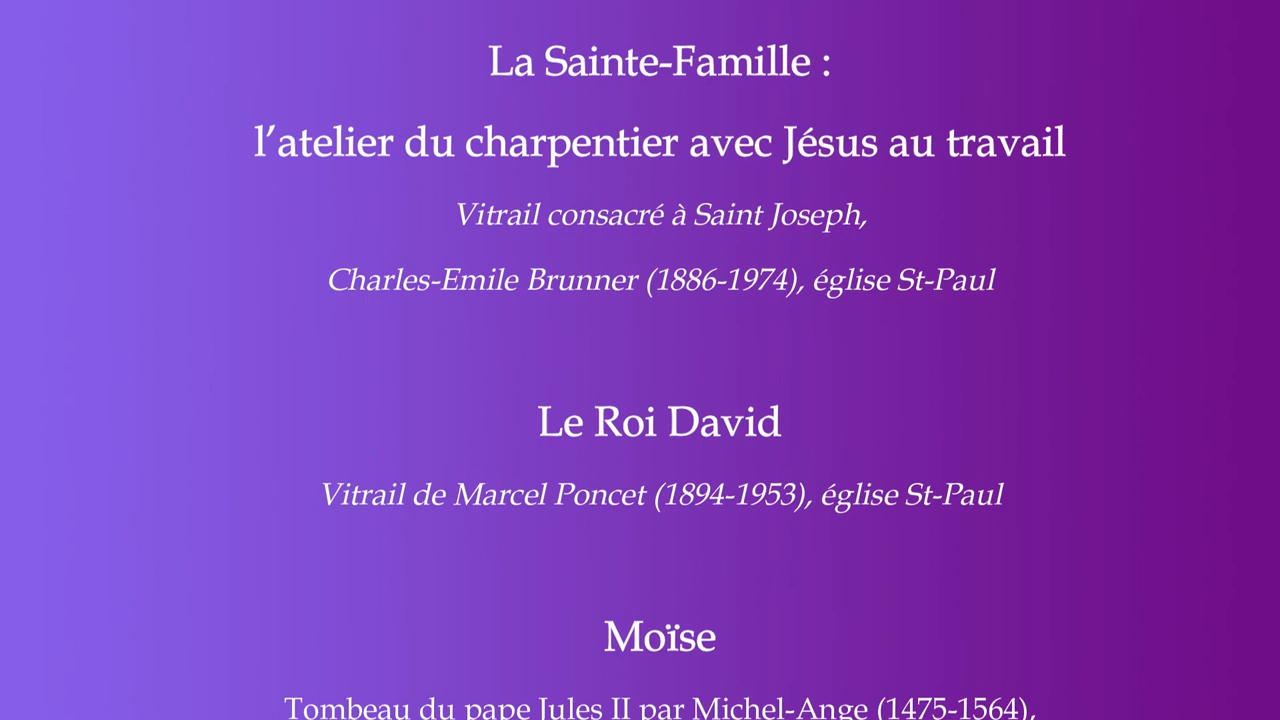 La Sainte-Famille :
l’atelier du charpentier avec Jésus au travail
Vitrail consacré à Saint Joseph,
Charles-Emile Brunner (1886-1974), église St-Paul
Le Roi David
Vitrail de Marcel Poncet (1894-1953), église St-Paul
Moïse
Tombeau du pape Jules II par Michel-Ange (1475-1564),